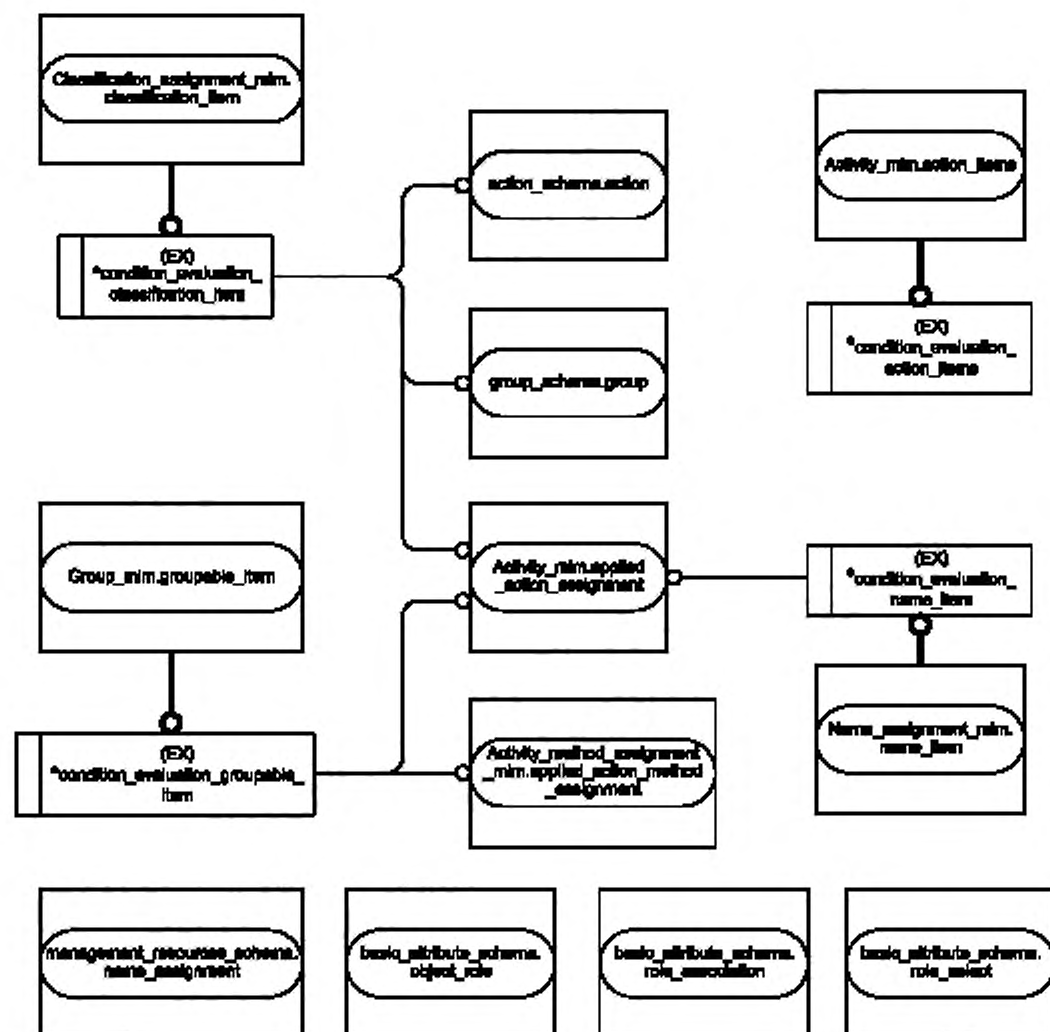 Classification_assignment_mim.
classification_item
(EX)
*condition_evaluation_
classification_item
action_schema.action
Activity_mim.action_items
(EX)
*condition_evaluation_
action_items
group_schema.group
Group_mim.groupable_item
(EX)
*condition_evaluation_groupable_
item
Activity_mim.applied
_action_assignment
(EX)
*condition_evaluation_
name_item
Name_assignment_mim.
name_item
Activity_method_assignment
_mim.applied_action_method
_assignment
management_resources_schema.
name_assignment
basic_attribute_schema.
object_role
basic_attribute_schema.
role_association
basic_attribute_schema.
role_select